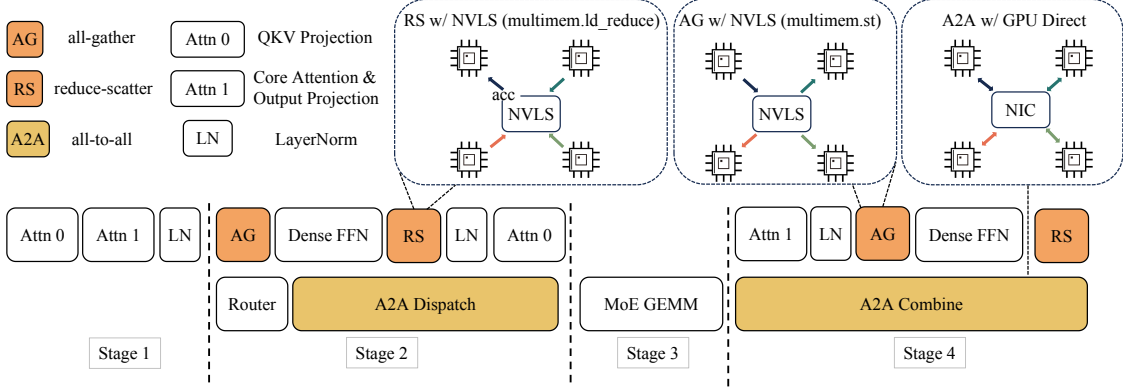 AG all-gather
Attn 0 QKV Projection
RS reduce-scatter
Attn 1 Core Attention &
Output Projection
A2A all-to-all
LN LayerNorm
RS w/ NVLS (multimem.ld_reduce)
acc
NVLS
AG w/ NVLS (multimem.st)
NVLS
A2A w/ GPU Direct
NIC
Attn 0 Attn 1 LN
AG Dense FFN RS LN Attn 0
Attn 1 LN AG Dense FFN RS
Router A2A Dispatch
MoE GEMM
A2A Combine
Stage 1
Stage 2
Stage 3
Stage 4